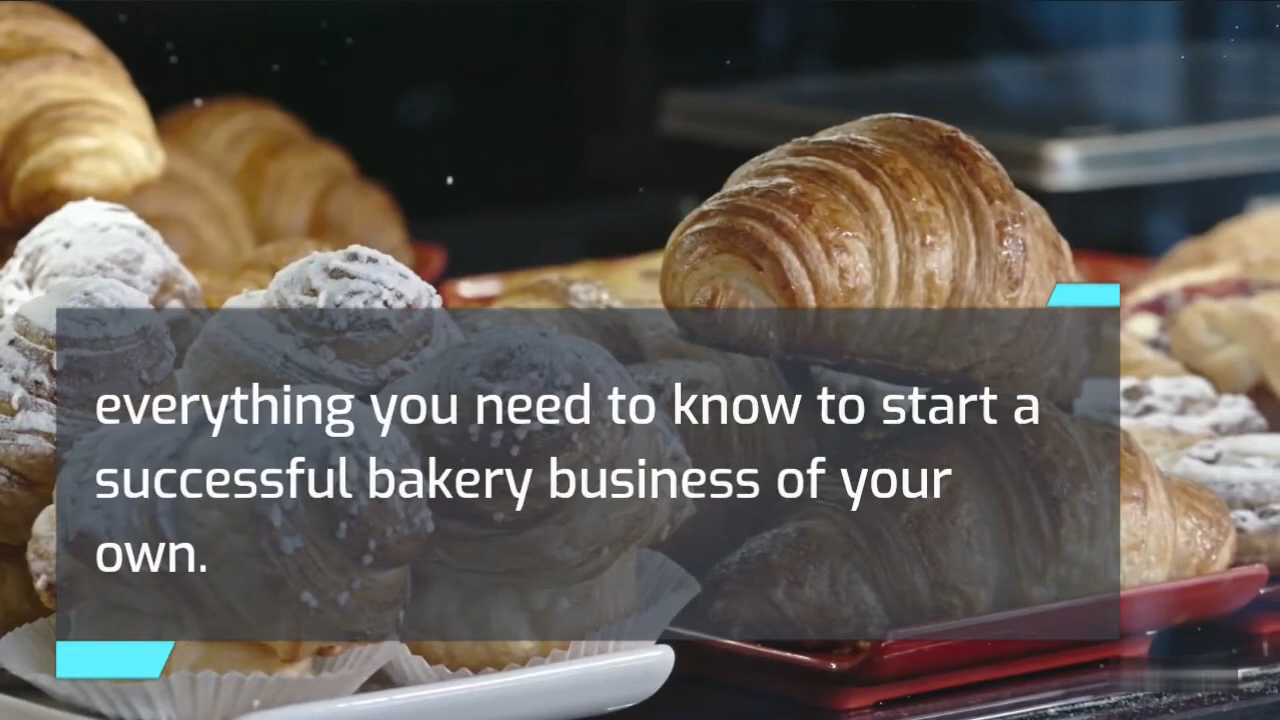 everything you need to know to start a
successful bakery business of your
own.